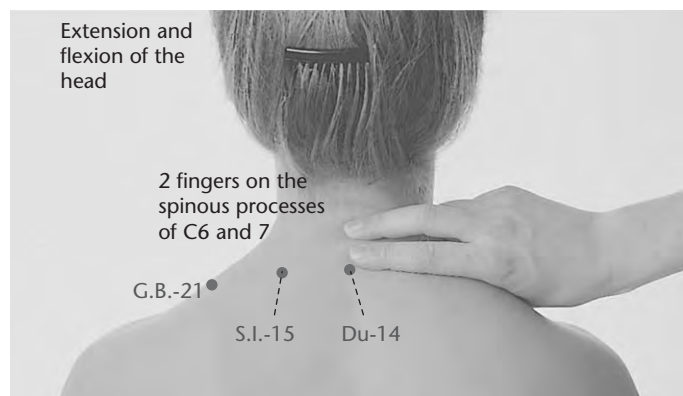 Extension and
flexion of the
head
2 fingers on the
spinous processes
of C6 and 7
G.B.-21
S.I.-15
Du-14